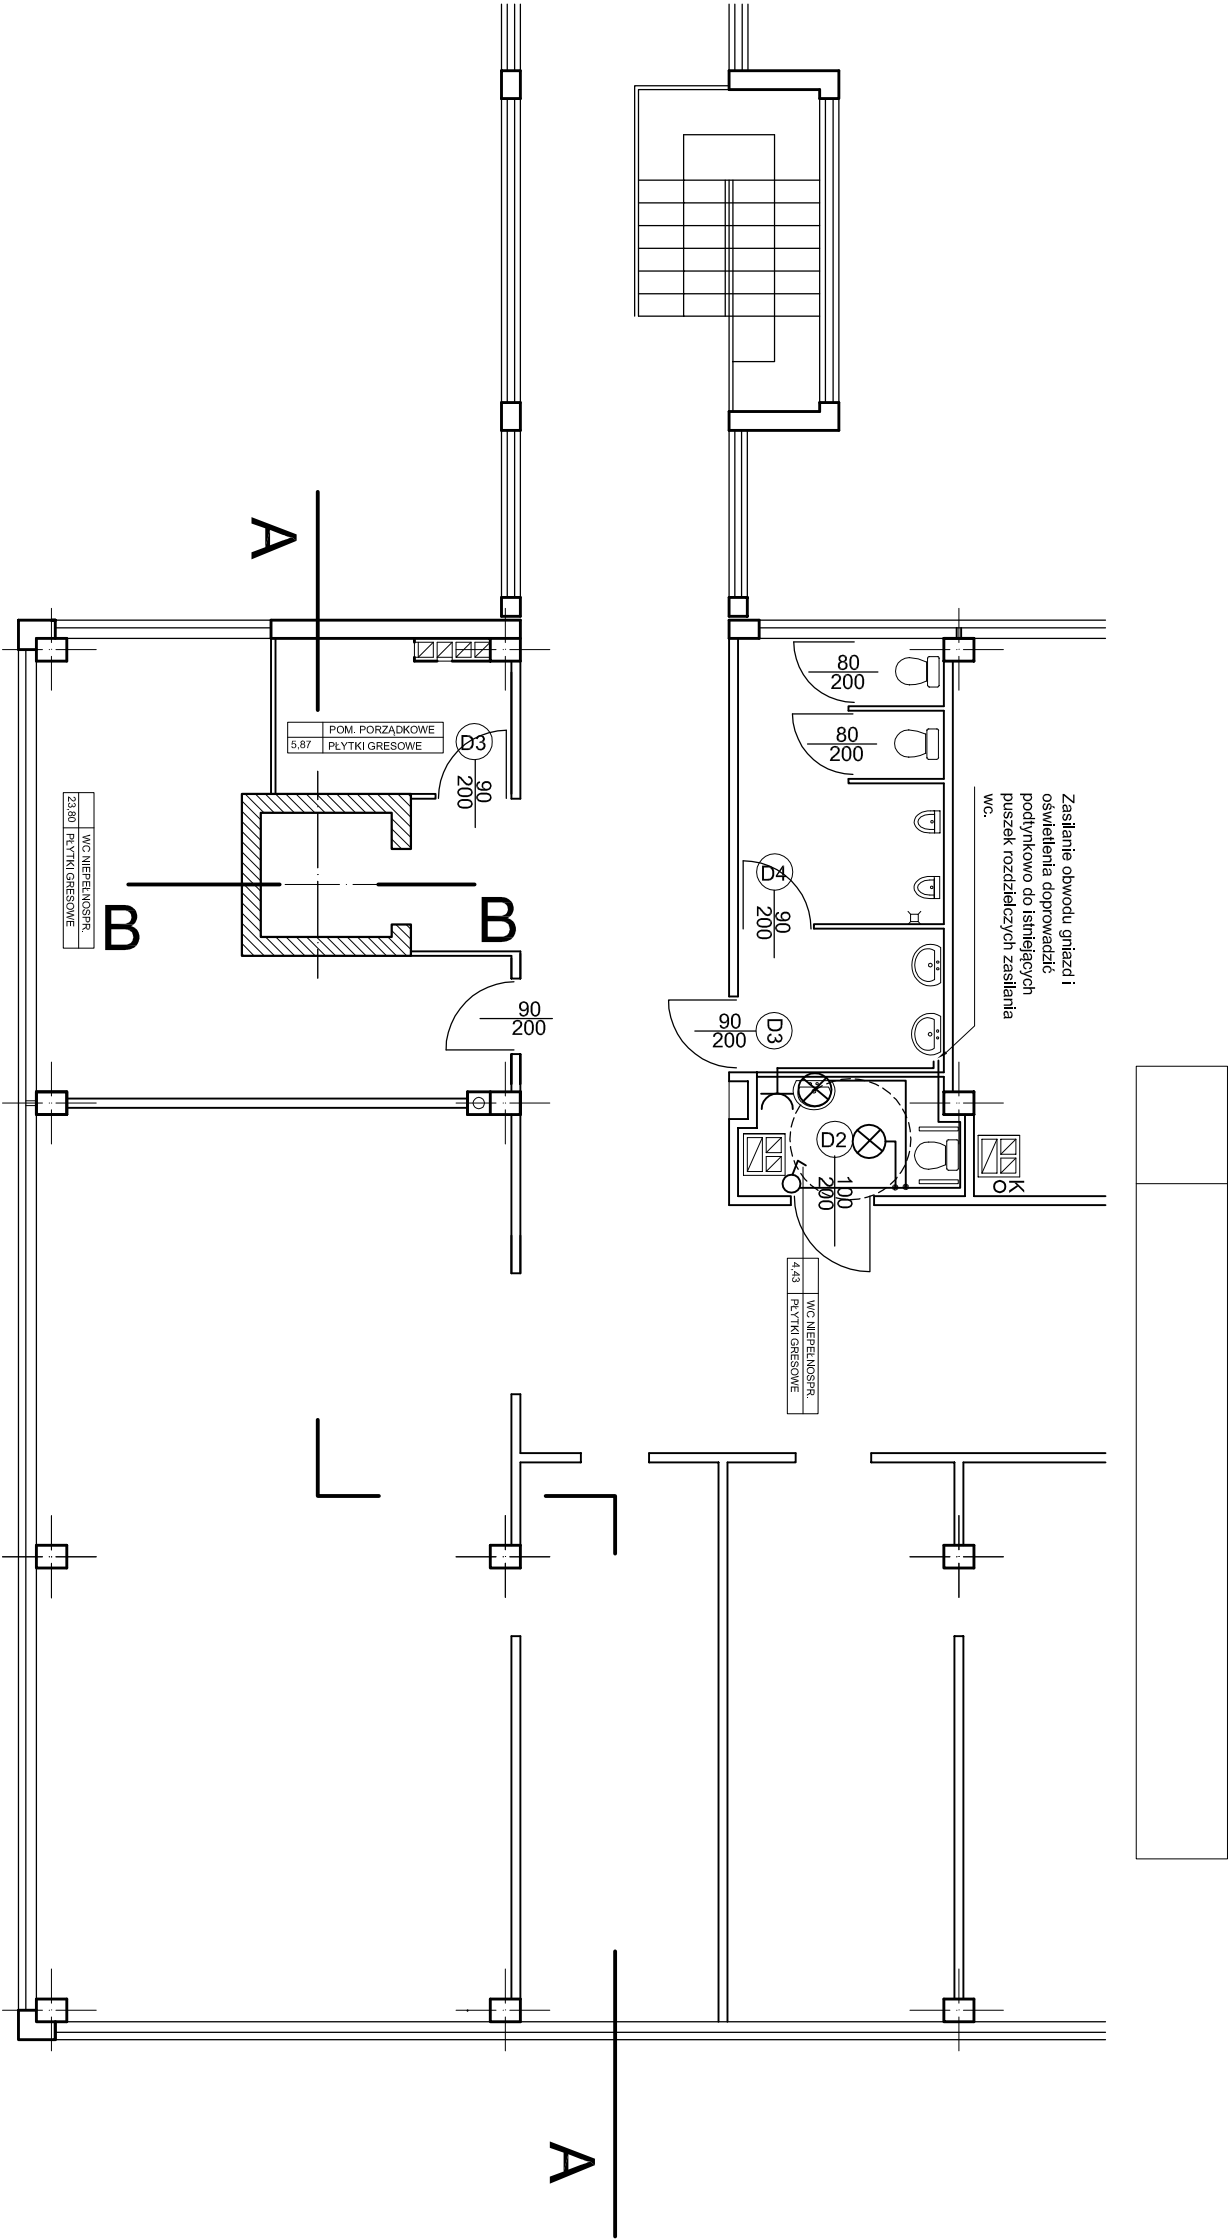 A
80
200
80
200
POM. PORZĄDKOWE
5,87 PŁYTKI GRESOWE
D3
90
200
Zasilanie obwodu gniazd i
oświetlenia doprowadzić
podtynkowo do istniejących
puszek rozdzielczych zasilania
wc.
WC NIEPEŁNOSPR.
23,80 PŁYTKI GRESOWE
D4
90
200
B
B
90
200
90
200
D3
D2
100
200
K
WC NIEPEŁNOSPR.
4,43 PŁYTKI GRESOWE
A